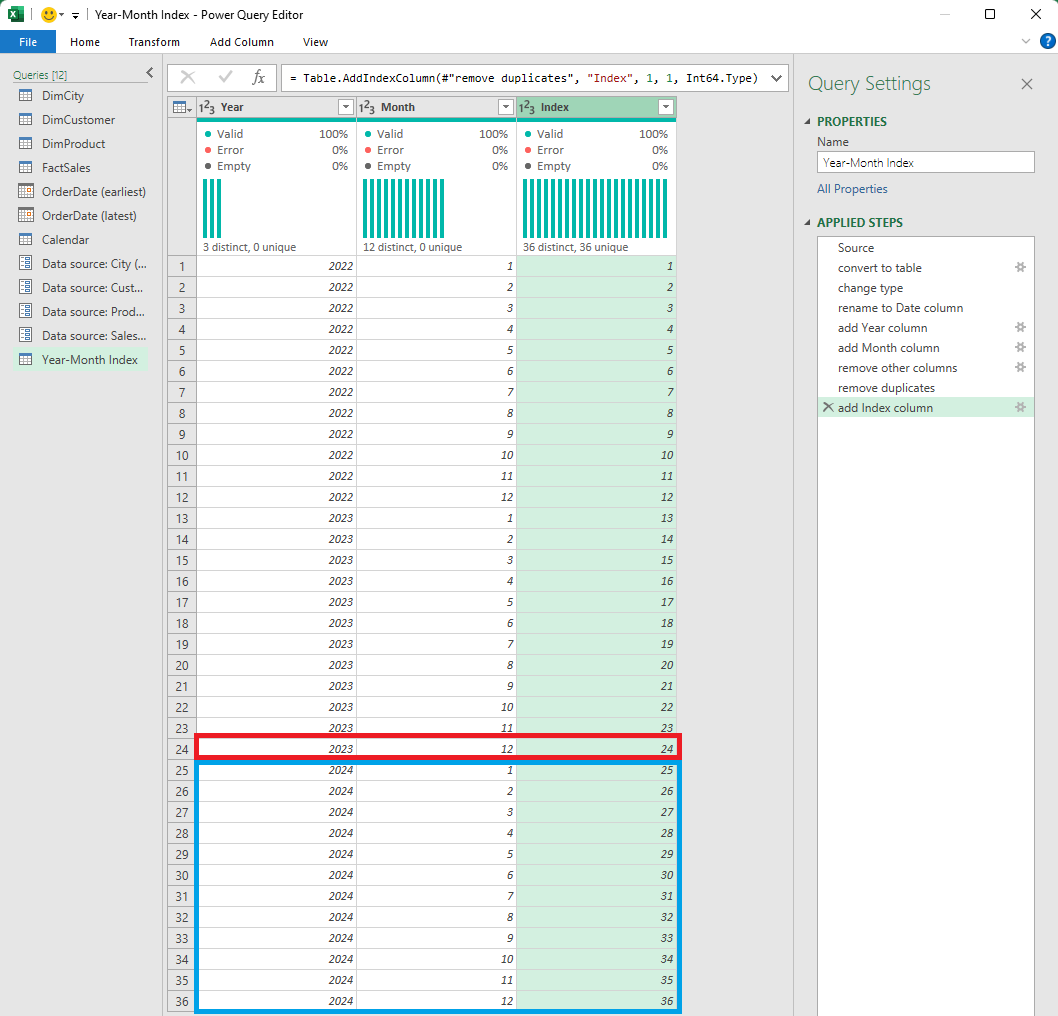 Year-Month Index - Power Query Editor
File Home Transform Add Column View
?
Queries [12]
DimCity
DimCustomer
DimProduct
FactSales
OrderDate (earliest)
OrderDate (latest)
Calendar
Data source: City (...
Data source: Cust...
Data source: Prod...
Data source: Sales...
Year-Month Index
fx = Table.AddIndexColumn(#"remove duplicates", "Index", 1, 1, Int64.Type)
123 Year 123 Month 123 Index
Valid 100% Valid 100% Valid 100%
Error 0% Error 0% Error 0%
Empty 0% Empty 0% Empty 0%
3 distinct, 0 unique 12 distinct, 0 unique 36 distinct, 36 unique
1 2022 1 1
2 2022 2 2
3 2022 3 3
4 2022 4 4
5 2022 5 5
6 2022 6 6
7 2022 7 7
8 2022 8 8
9 2022 9 9
10 2022 10 10
11 2022 11 11
12 2022 12 12
13 2023 1 13
14 2023 2 14
15 2023 3 15
16 2023 4 16
17 2023 5 17
18 2023 6 18
19 2023 7 19
20 2023 8 20
21 2023 9 21
22 2023 10 22
23 2023 11 23
24 2023 12 24
25 2024 1 25
26 2024 2 26
27 2024 3 27
28 2024 4 28
29 2024 5 29
30 2024 6 30
31 2024 7 31
32 2024 8 32
33 2024 9 33
34 2024 10 34
35 2024 11 35
36 2024 12 36
Query Settings
PROPERTIES
Name
Year-Month Index
All Properties
APPLIED STEPS
Source
convert to table
change type
rename to Date column
add Year column
add Month column
remove other columns
remove duplicates
add Index column